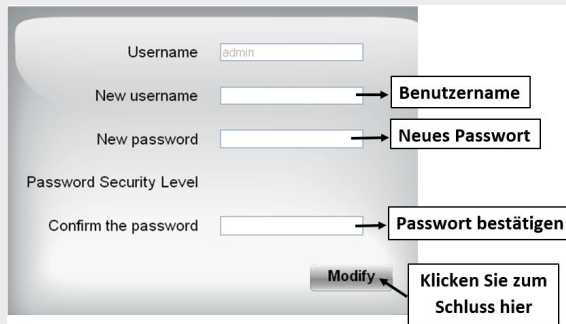 Username admin
New username Benutzername
New password Neues Passwort
Password Security Level
Confirm the password Passwort bestätigen
Modify
Klicken Sie zum
Schluss hier